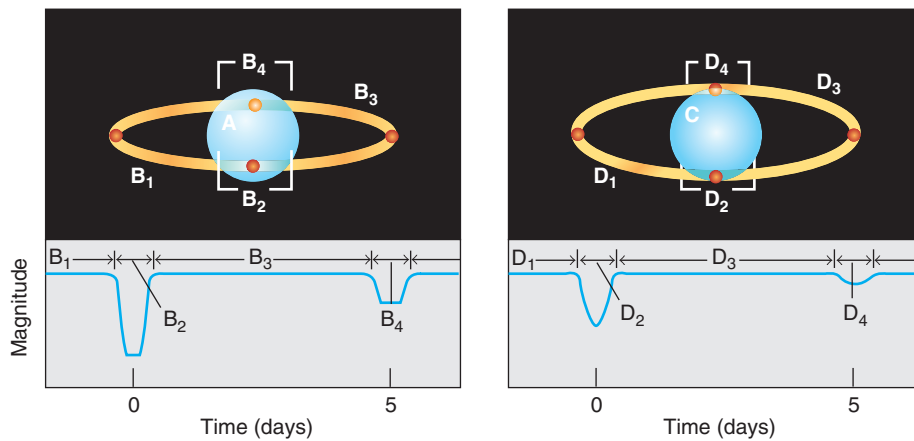 B4
B3
A
B1
B2
D4
D3
C
D1
D2
Magnitude
B1
B3
B2
B4
0
5
Time (days)
D1
D3
D2
D4
0
5
Time (days)